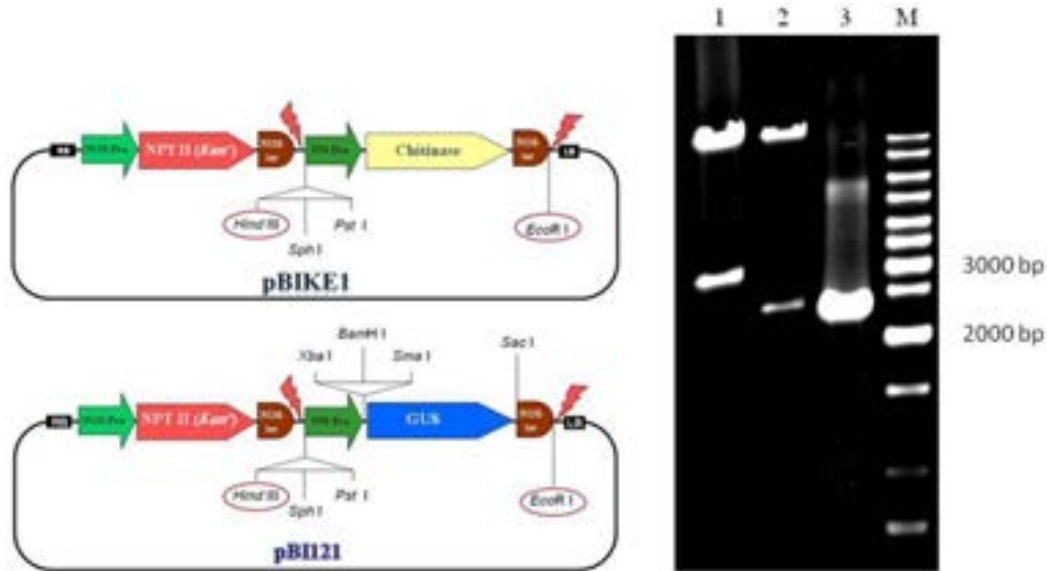 1 2 3 M
NPT II (Kanʳ)
Chitinase
Hind III
Pst I
EcoR I
Sph I
pBIKE1
3000 bp
2000 bp
BamH I
Xba I
Sma I
Sac I
NPT II (Kanʳ)
GUS
Hind III
Pst I
EcoR I
Sph I
pBI121